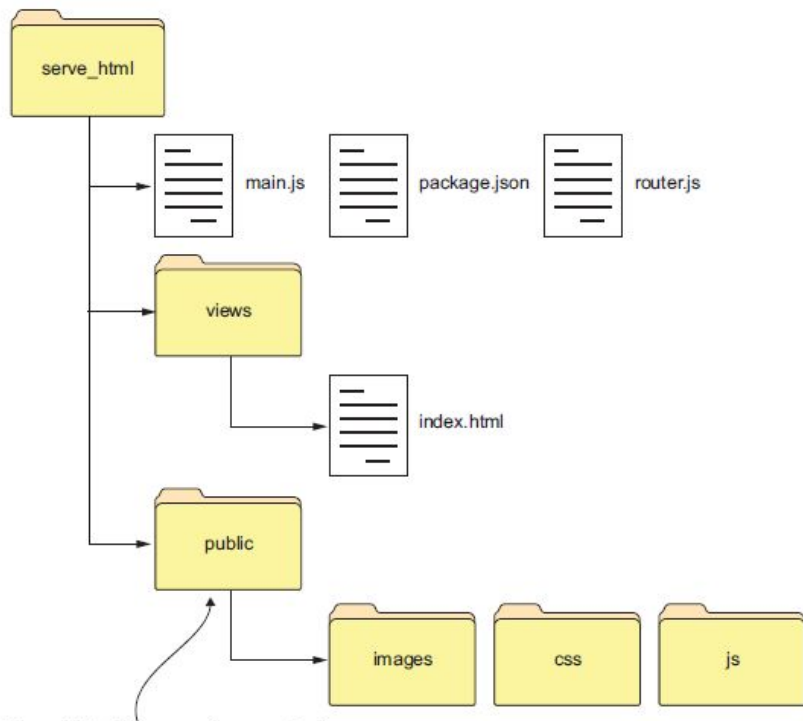 serve_html
main.js
package.json
router.js
views
index.html
public
images
css
js